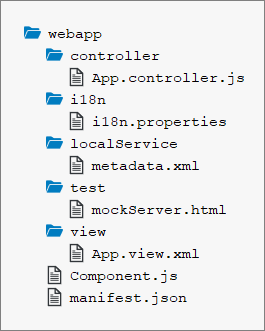 webapp
controller
App.controller.js
i18n
i18n.properties
localService
metadata.xml
test
mockServer.html
view
App.view.xml
Component.js
manifest.json